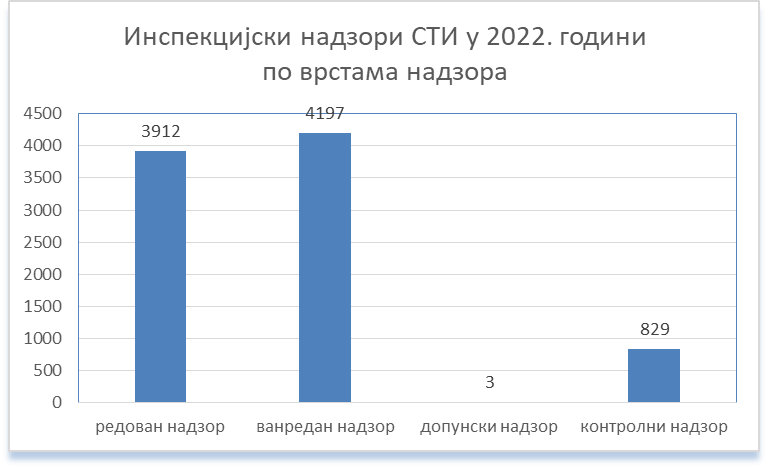 Инспекцијски надзори СТИ у 2022. години
по врстама надзора
4500
4000
3500
3000
2500
2000
1500
1000
500
0
3912
4197
3
829
редован надзор
ванредан надзор
допунски надзор
контролни надзор